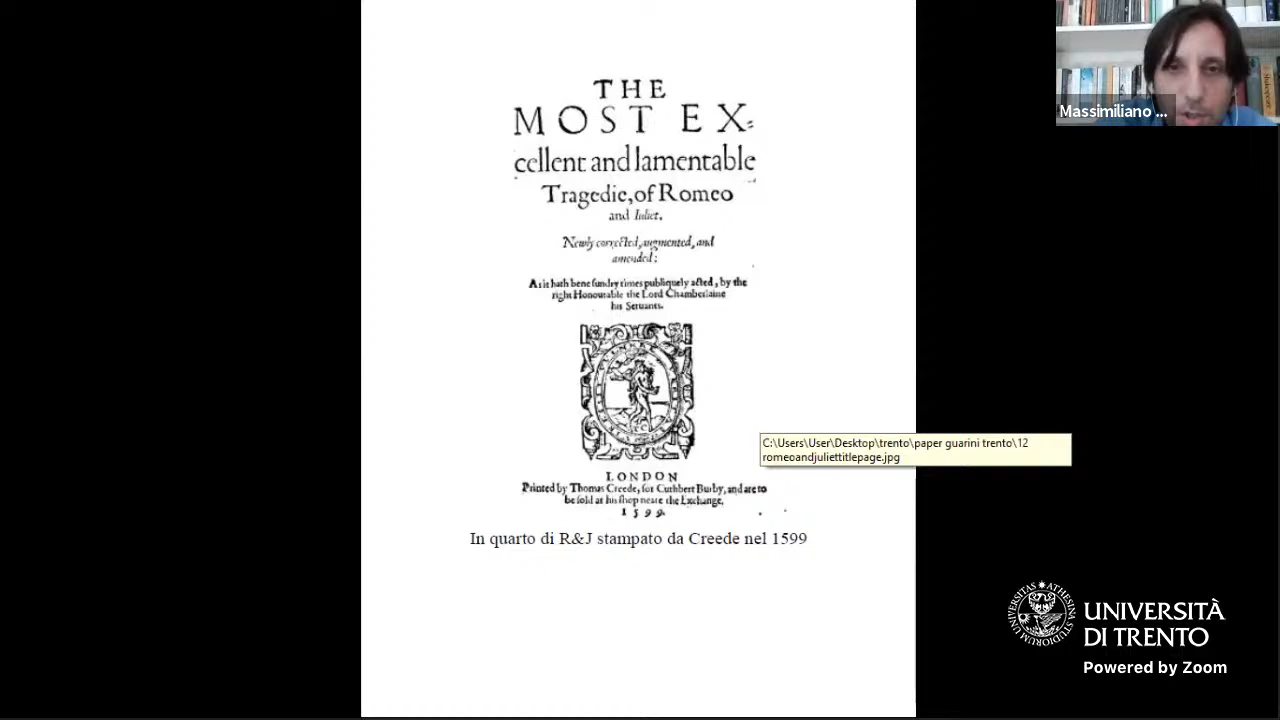 THE
MOST EX=
cellent and lamentable
Tragedie, of Romeo
and Iuliet.
Newly corrected, augmented, and
amended:
As it hath bene sundry times publiquely acted, by the
right Honourable the Lord Chamberlaine
his Seruants.
LONDON
Printed by Thomas Creede, for Cuthbert Burby, and are to
be sold at his shop neare the Exchange.
1599.
In quarto di R&J stampato da Creede nel 1599
C:\Users\User\Desktop\trento\paper guarini trento\12
romeoandjuliettitlepage.jpg
Massimiliano ...
UNIVERSITÀ
DI TRENTO
Powered by Zoom